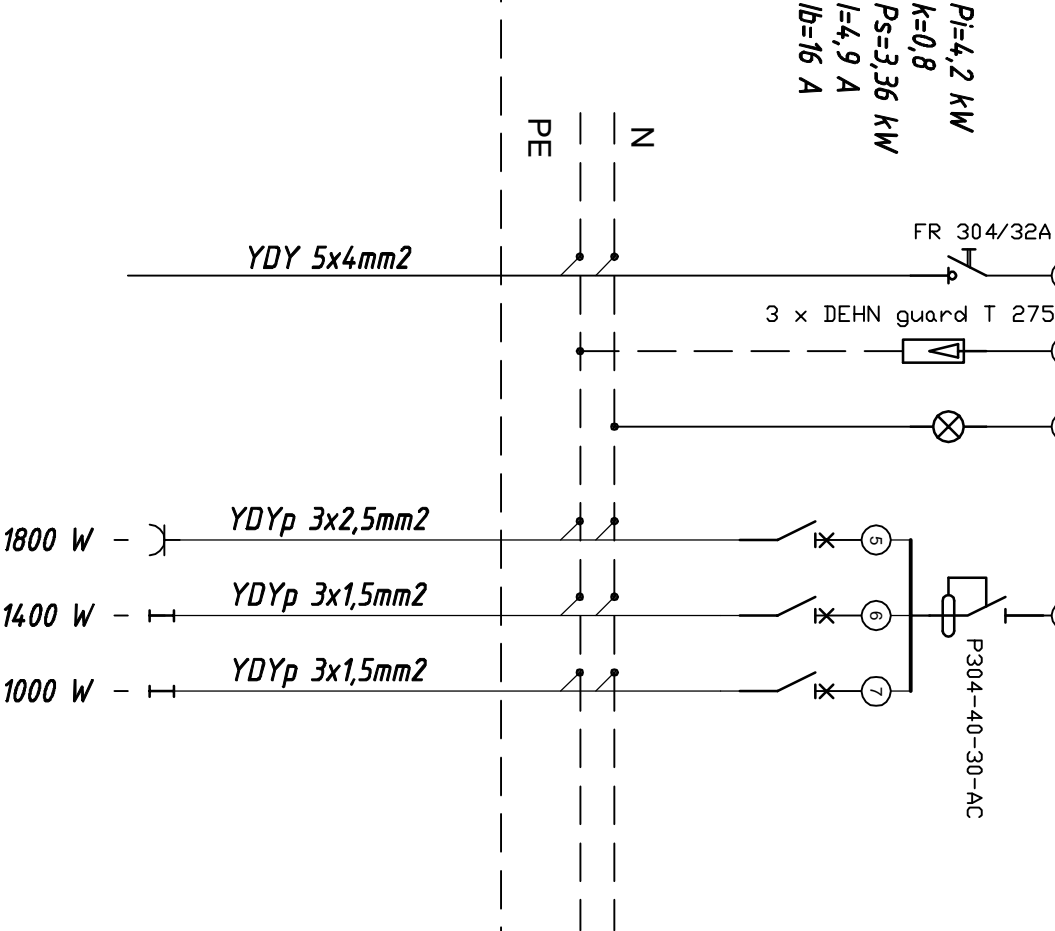 Pi=4,2 kW
k=0,8
Ps=3,36 kW
I=4,9 A
Ib=16 A
PE
N
FR 304/32A
YDY 5x4mm2
3 x DEHN guard T 275
YDYp 3x2,5mm2
1800 W
5
YDYp 3x1,5mm2
1400 W
6
P304-40-30-AC
YDYp 3x1,5mm2
1000 W
7